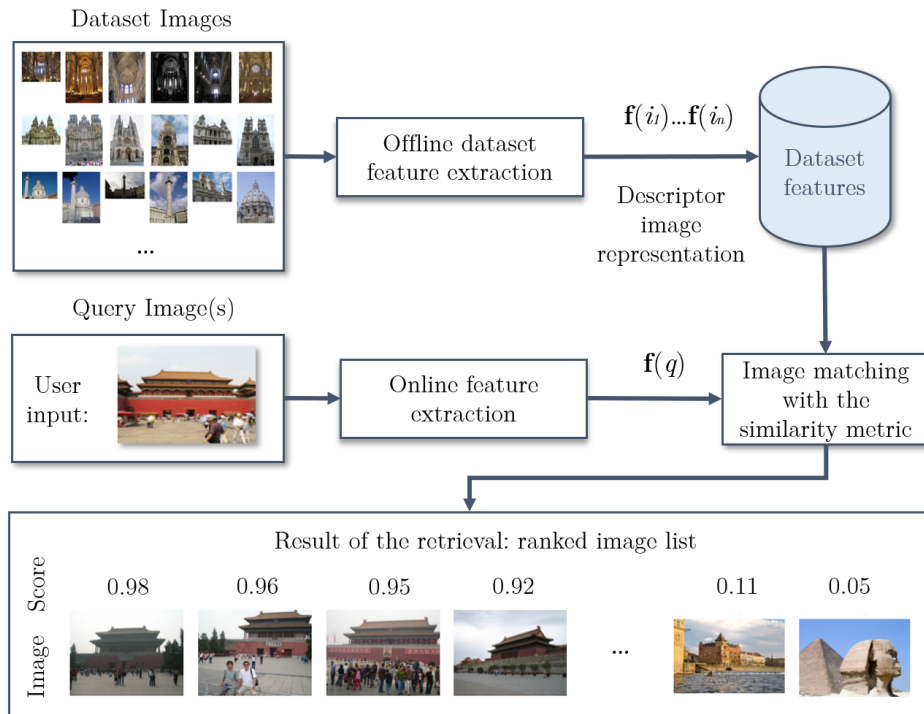 Dataset Images
...
Offline dataset
feature extraction
f(i₁)...f(iₙ)
Descriptor
image
representation
Dataset
features
Query Image(s)
User
input:
Online feature
extraction
f(q)
Image matching
with the
similarity metric
Result of the retrieval: ranked image list
Score
0.98
0.96
0.95
0.92
0.11
0.05
Image
...